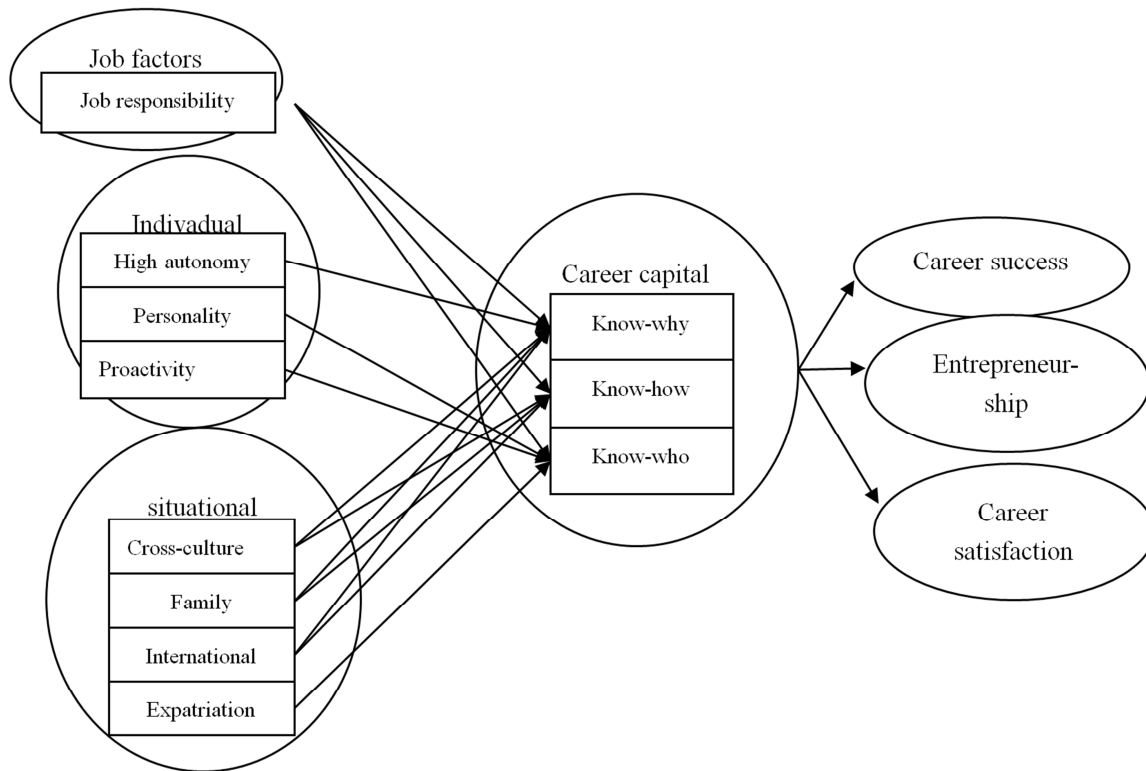 Job factors
Job responsibility
Indivadual
High autonomy
Personality
Proactivity
situational
Cross-culture
Family
International
Expatriation
Career capital
Know-why
Know-how
Know-who
Career success
Entrepreneur-
ship
Career
satisfaction